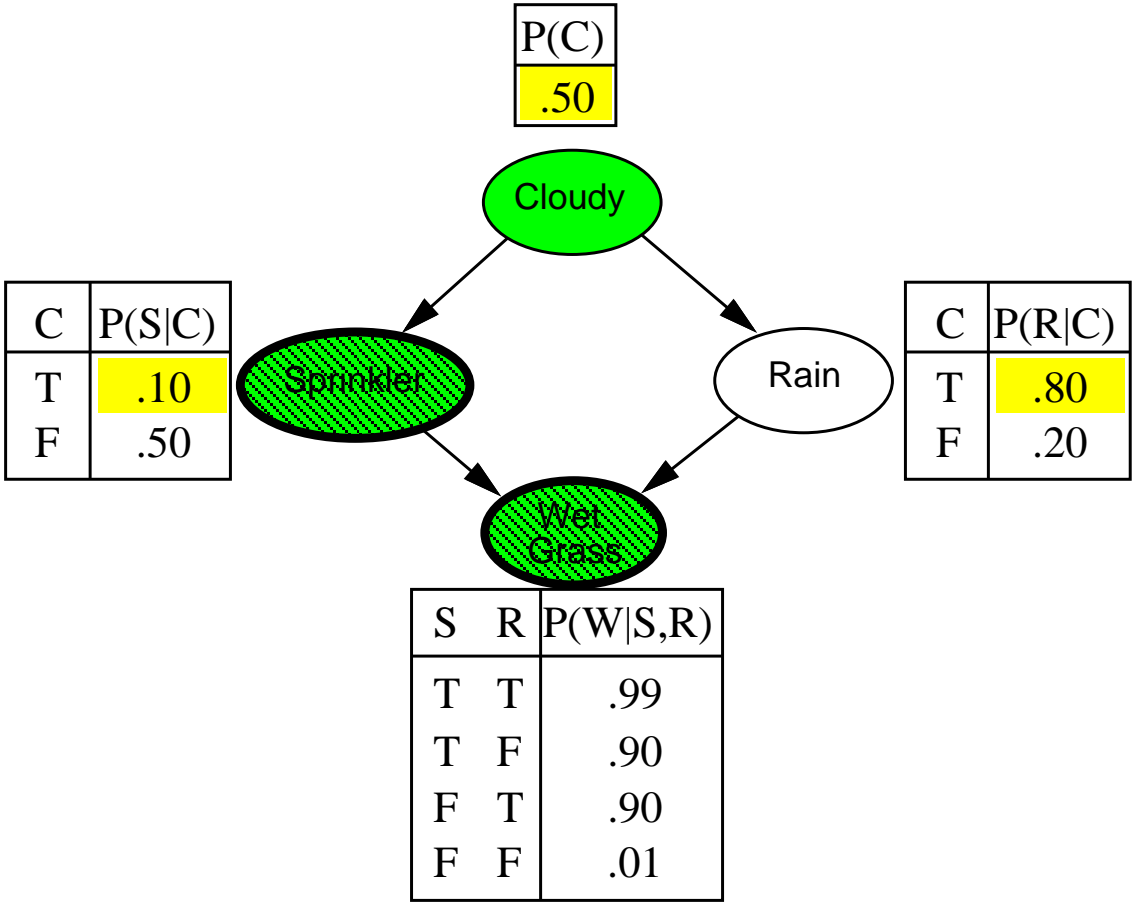 P(C)
.50
Cloudy
C P(S|C)
T .10
F .50
Sprinkler
Rain
C P(R|C)
T .80
F .20
Wet
Grass
S R P(W|S,R)
T T .99
T F .90
F T .90
F F .01